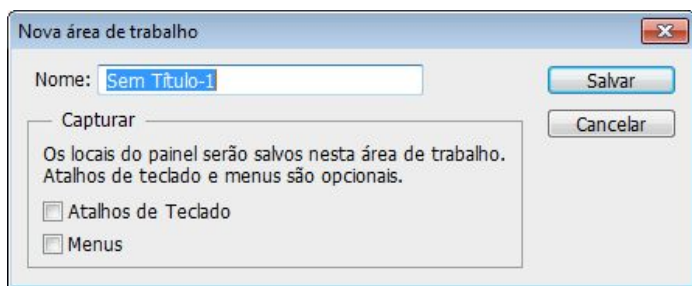 Nova área de trabalho
Nome: Sem Título-1
Salvar
Capturar
Cancelar
Os locais do painel serão salvos nesta área de trabalho.
Atalhos de teclado e menus são opcionais.
Atalhos de Teclado
Menus